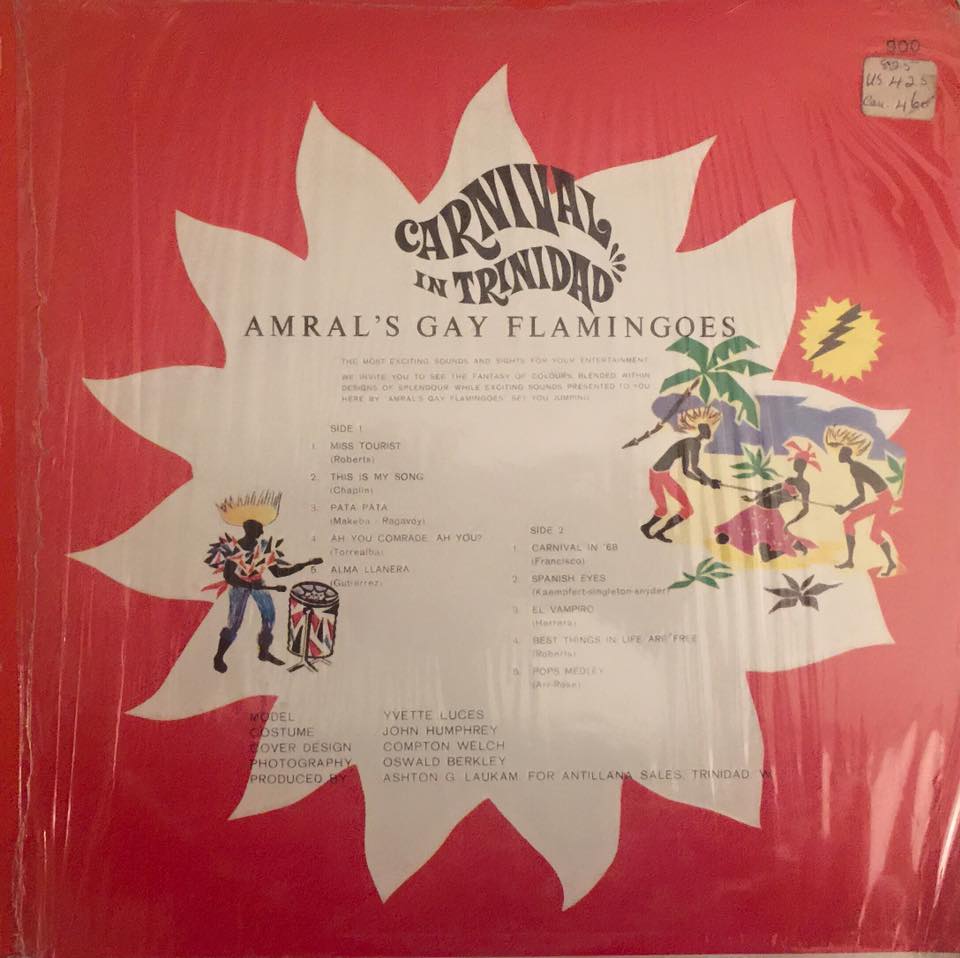 900
US 4 25
Can. 4 60
CARNIVAL
IN TRINIDAD
AMRAL'S GAY FLAMINGOES
THE MOST EXCITING SOUNDS AND SIGHTS FOR YOUR ENTERTAINMENT.
WE INVITE YOU TO SEE THE FANTASY OF COLOURS, BLENDED WITHIN
DESIGNS OF SPLENDOUR WHILE EXCITING SOUNDS PRESENTED TO YOU
HERE BY "AMRAL'S GAY FLAMINGOES" SET YOU JUMPING.
SIDE 1
1. MISS TOURIST
(Roberts)
2. THIS IS MY SONG
(Chaplin)
3. PATA PATA
(Makeba - Ragavoy)
4. AH YOU COMRADE, AH YOU?
(Torrealba)
5. ALMA LLANERA
(Gutierrez)
SIDE 2
1. CARNIVAL IN '68
(Francisco)
2. SPANISH EYES
(Kaempfert-singleton-snyder)
3. EL VAMPIRO
(Herrera)
4. BEST THINGS IN LIFE ARE FREE
(Roberts)
5. POPS MEDLEY
(Arr-Rose)
MODEL YVETTE LUCES
COSTUME JOHN HUMPHREY
COVER DESIGN COMPTON WELCH
PHOTOGRAPHY OSWALD BERKLEY
PRODUCED BY ASHTON G. LAUKAM FOR ANTILLANA SALES, TRINIDAD, W